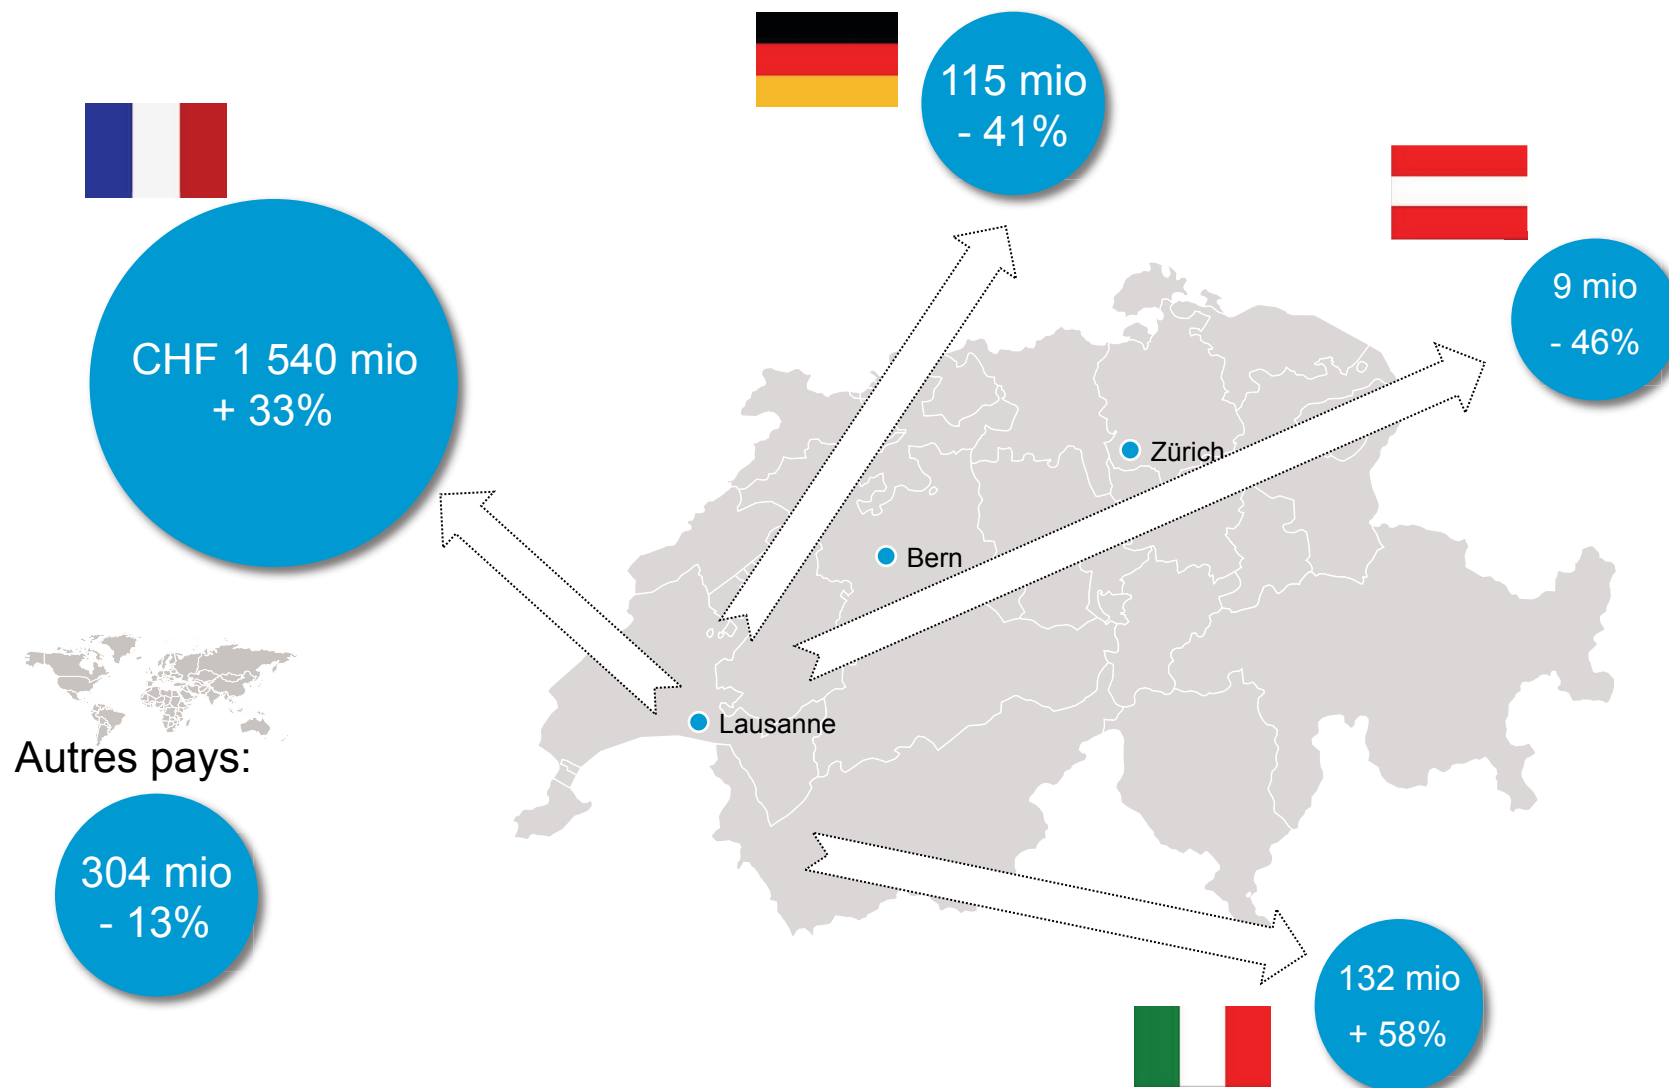 115 mio
- 41%
CHF 1 540 mio
+ 33%
9 mio
- 46%
Zürich
Bern
Lausanne
Autres pays:
304 mio
- 13%
132 mio
+ 58%